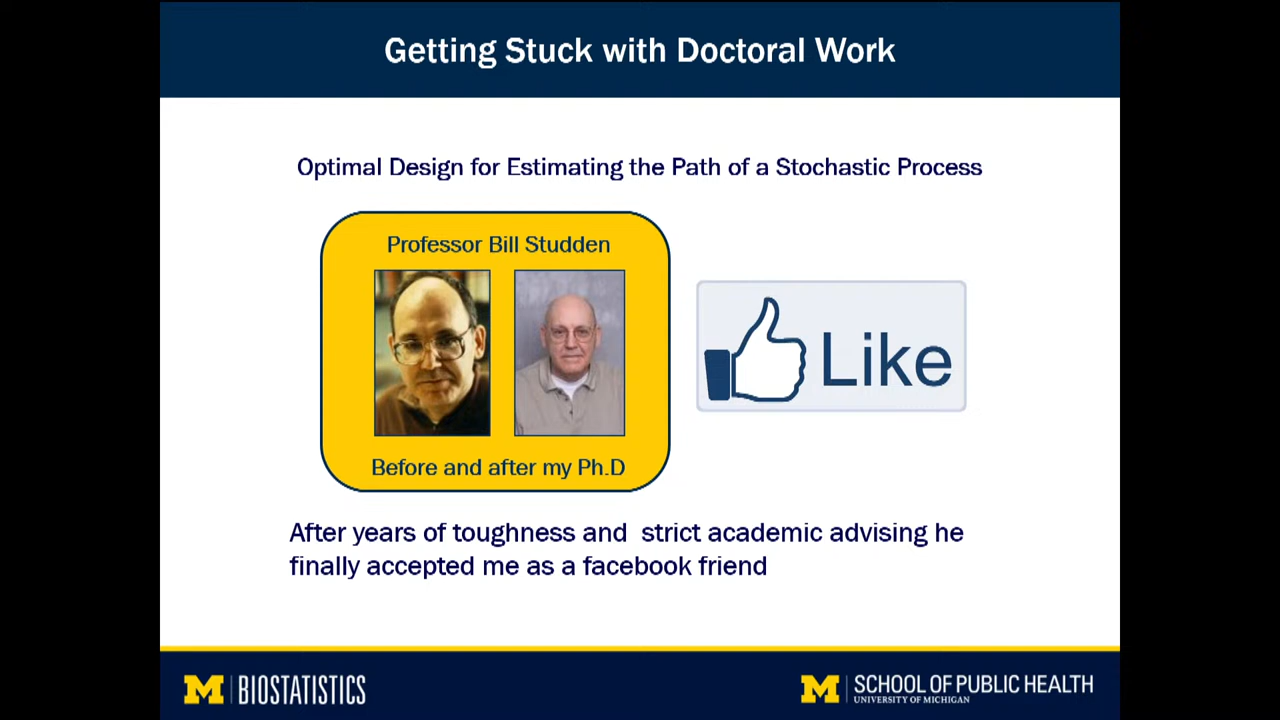 Getting Stuck with Doctoral Work
Optimal Design for Estimating the Path of a Stochastic Process
Professor Bill Studden
Like
Before and after my Ph.D
After years of toughness and strict academic advising he
finally accepted me as a facebook friend
M BIOSTATISTICS
M SCHOOL OF PUBLIC HEALTH
UNIVERSITY OF MICHIGAN